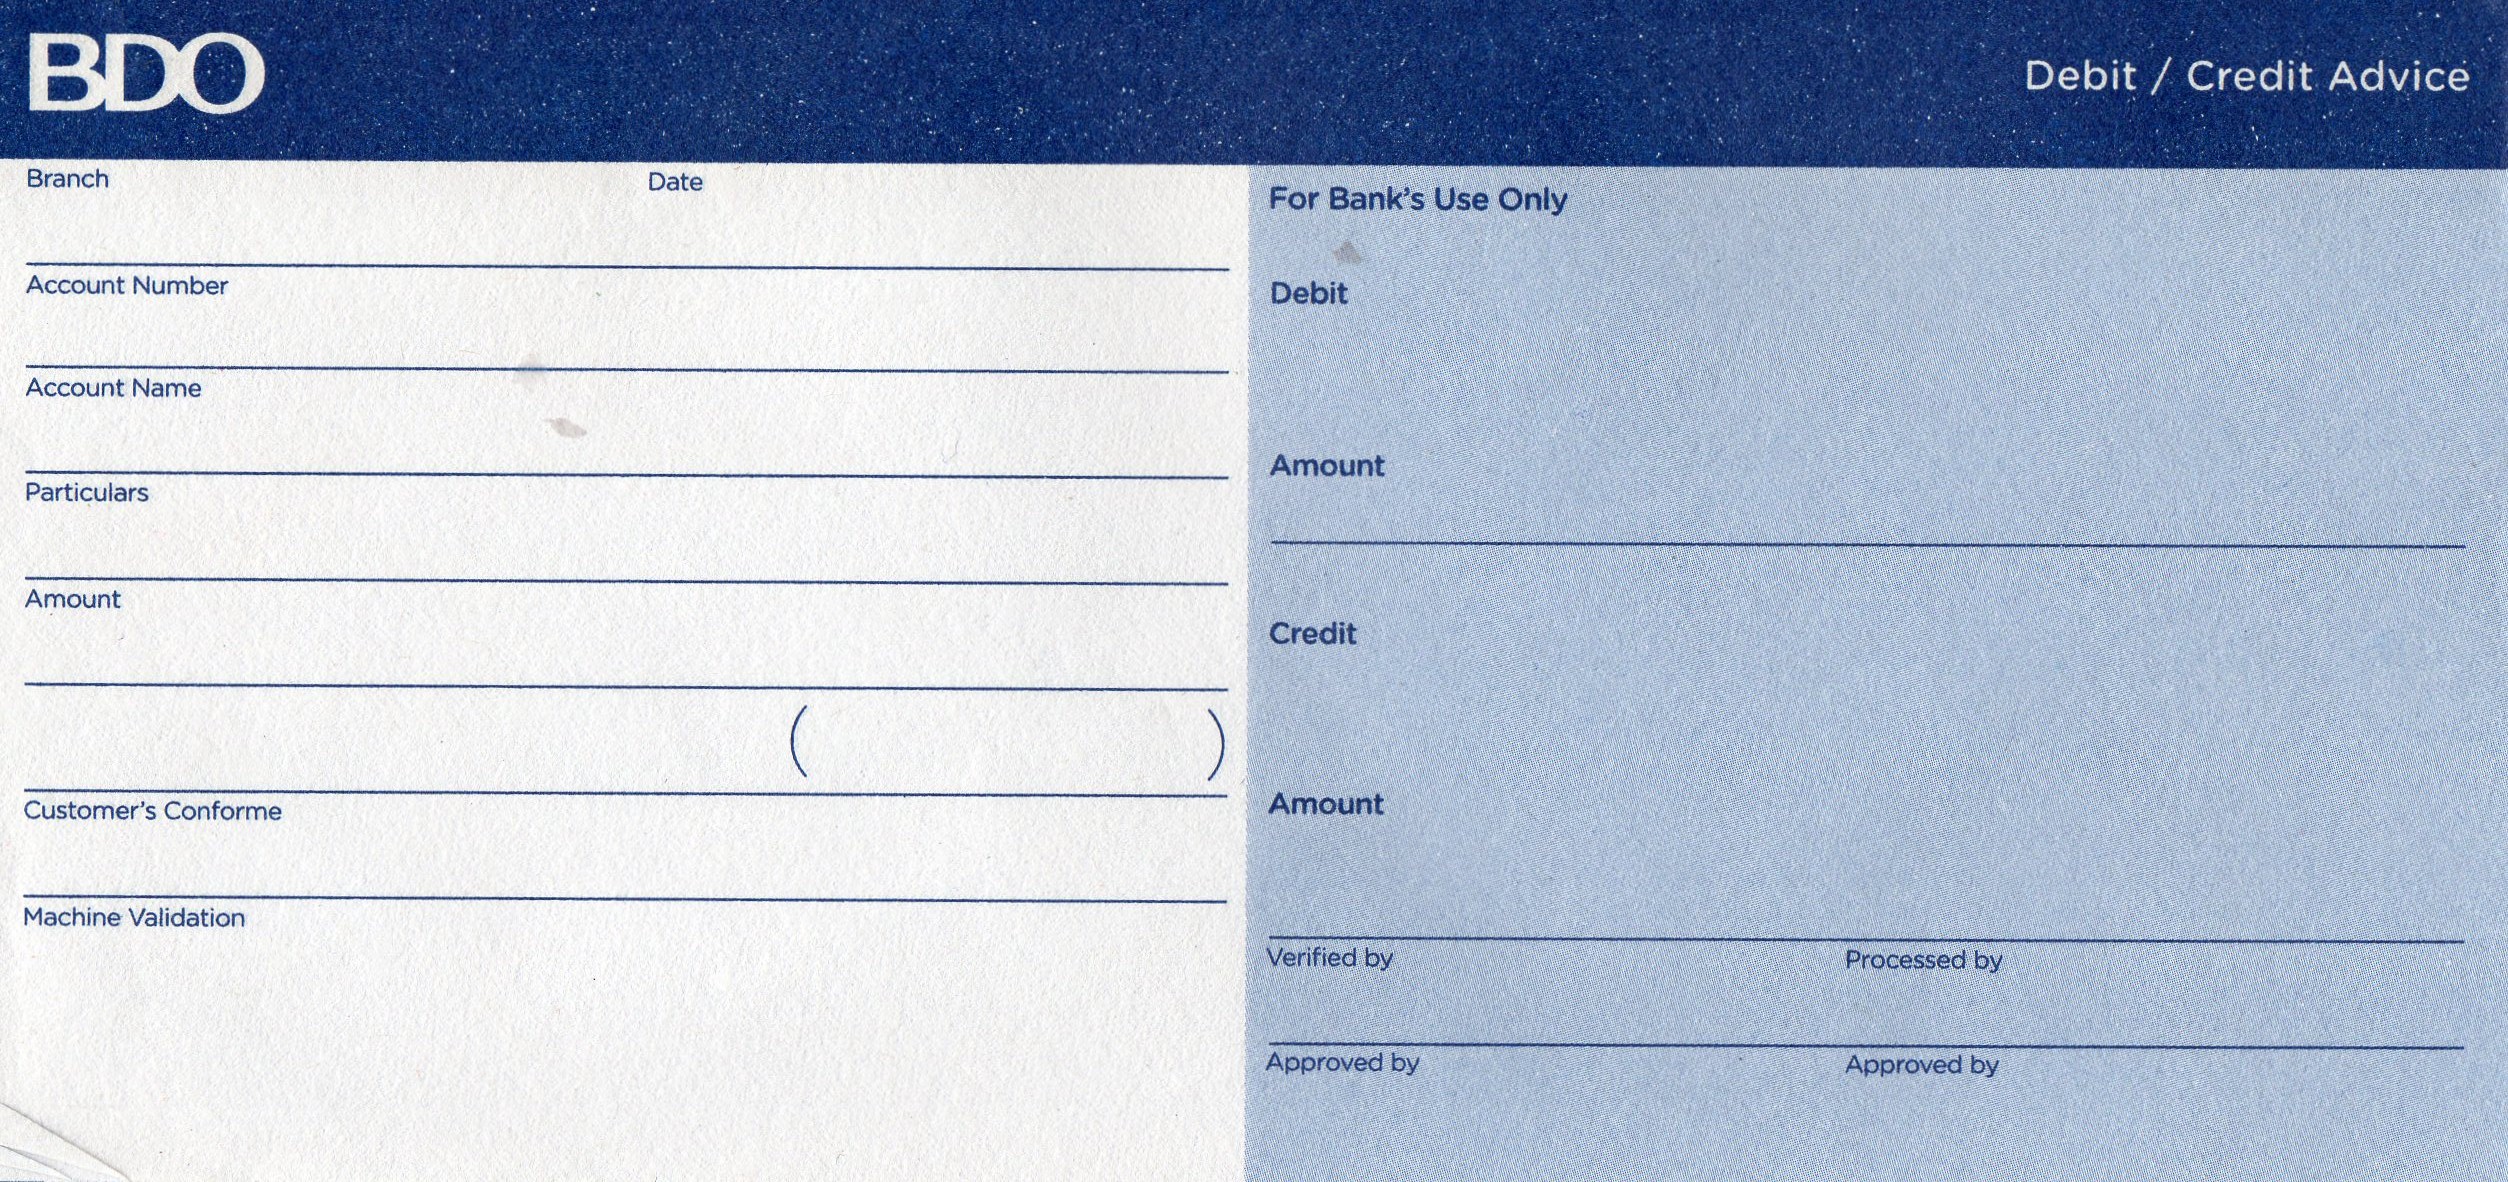 BDO
Debit / Credit Advice
Branch Date
Account Number
Account Name
Particulars
Amount
( )
Customer's Conforme
Machine Validation
For Bank's Use Only
Debit
Amount
Credit
Amount
Verified by Processed by
Approved by Approved by